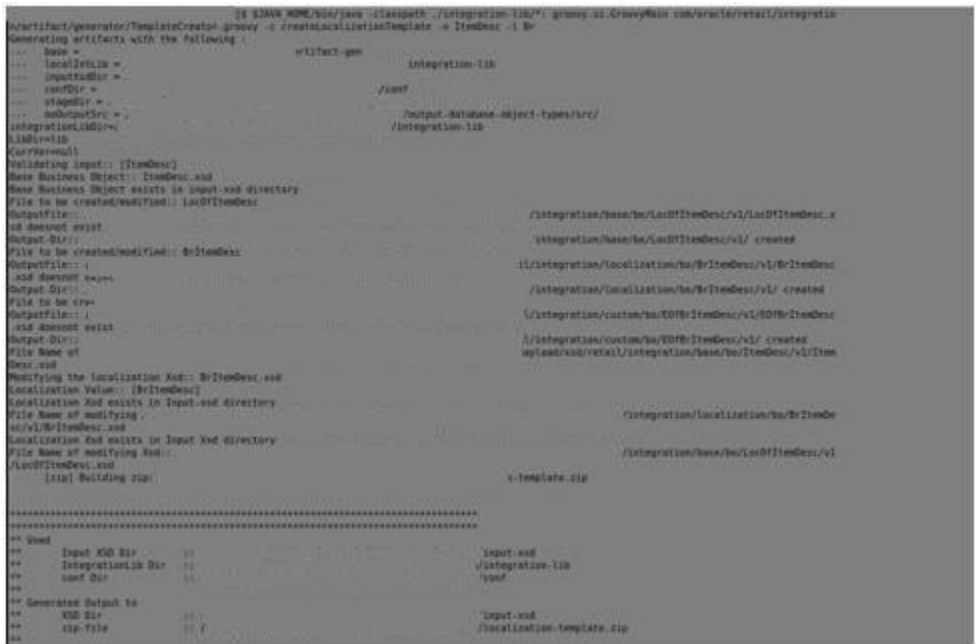 ]$ $JAVA_HOME/bin/java -classpath ./integration-lib/*: groovy.ui.GroovyMain com/oracle/retail/integratio
n/artifact/generator/TemplateCreator.groovy -c createLocalizationTemplate -o ItemDesc -l Br
Generating artifacts with the following :
--- base = rtifact-gen
--- localIntLib = integration-lib
--- inputXsdDir = .
--- confDir = /conf
--- stageDir = .
--- ooOutputSrc = . /output-database-object-types/src/
integrationLibDir=/ /integration-lib
LibDir=lib
CurrVer=null
Validating input:: [ItemDesc]
Base Business Object:: ItemDesc.xsd
Base Business Object exists in input-xsd directory
File to be created/modified:: LocOfItemDesc
OutputFile:: /integration/base/bo/LocOfItemDesc/v1/LocOfItemDesc.x
sd doesnot exist
Output-Dir:: integration/base/bo/LocOfItemDesc/v1/ created
File to be created/modified:: BrItemDesc
OutputFile:: il/integration/localization/bo/BrItemDesc/v1/BrItemDesc
.xsd doesnot
Output-Dir:: /integration/localization/bo/BrItemDesc/v1/ created
File to be cre
OutputFile:: l/integration/custom/bo/EOfBrItemDesc/v1/EOfBrItemDesc
.xsd doesnot exist
Output-Dir:: l/integration/custom/bo/EOfBrItemDesc/v1/ created
File Name of ayload/xsd/retail/integration/base/bo/ItemDesc/v1/Item
Desc.xsd
Modifying the localization Xsd:: BrItemDesc.xsd
Localization Value:: [BrItemDesc]
Localization Xsd exists in Input-xsd directory
File Name of modifying /integration/localization/bo/BrItemDe
sc/v1/BrItemDesc.xsd
Localization Xsd exists in Input Xsd directory
File Name of modifying Xsd:: /integration/base/bo/LocOfItemDesc/v1
/LocOfItemDesc.xsd
[zip] Building zip: n-template.zip
** Used
** Input XSD Dir :: input-xsd
** IntegrationLib Dir :: /integration-lib
** conf Dir :: /conf
**
** Generated Output to
** XSD Dir :: input-xsd
** zip-file :: / /localization-template.zip
**